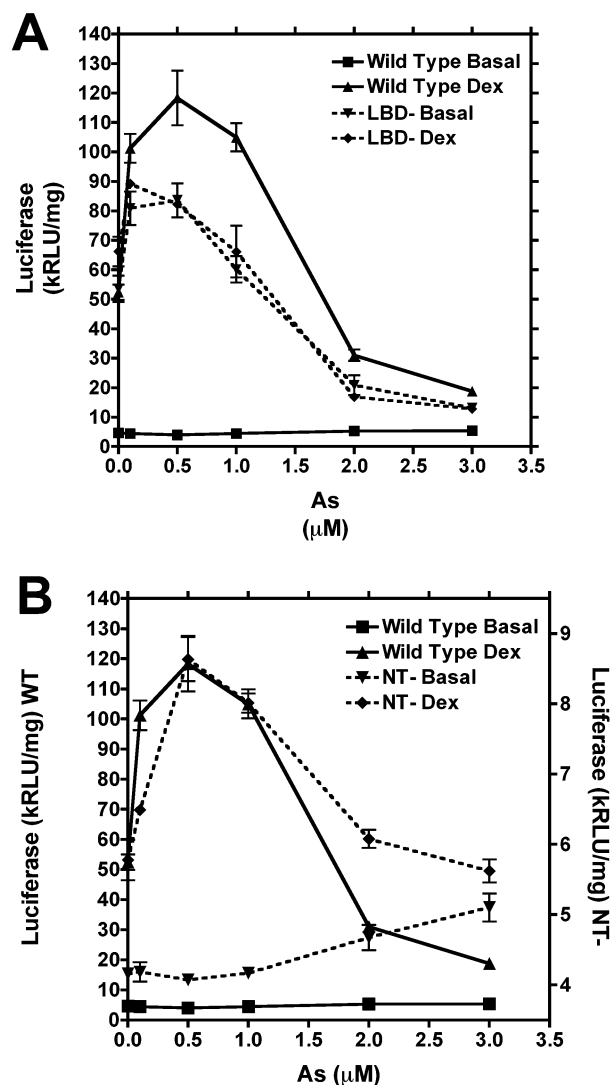 A
140
130
120
110
100
90
80
70
60
50
40
30
20
10
0
Luciferase
(kRLU/mg)
Wild Type Basal
Wild Type Dex
LBD- Basal
LBD- Dex
0.0 0.5 1.0 1.5 2.0 2.5 3.0 3.5
As
(μM)
B
140
130
120
110
100
90
80
70
60
50
40
30
20
10
0
Luciferase (kRLU/mg) WT
Wild Type Basal
Wild Type Dex
NT- Basal
NT- Dex
9
8
7
6
5
4
Luciferase (kRLU/mg) NT-
0.0 0.5 1.0 1.5 2.0 2.5 3.0 3.5
As (μM)